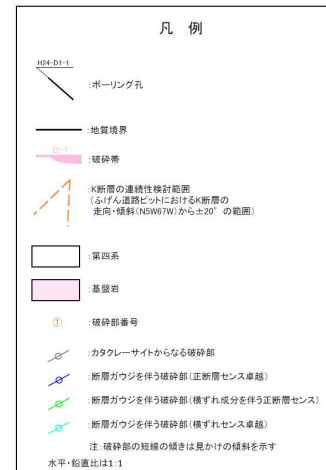 凡 例
H24-D1-1
:ボーリング孔
:地質境界
D-1
:破砕帯
:K断層の連続性検討範囲
(ふげん道路ピットにおけるK断層の
走向・傾斜(N5W67W)から±20°の範囲)
:第四系
:基盤岩
① :破砕部番号
:カタクレーサイトからなる破砕部
:断層ガウジを伴う破砕部(正断層センス卓越)
:断層ガウジを伴う破砕部(横ずれ成分を伴う正断層センス)
:断層ガウジを伴う破砕部(横ずれセンス卓越)
注:破砕部の短線の傾きは見かけの傾斜を示す
水平・鉛直比は1:1